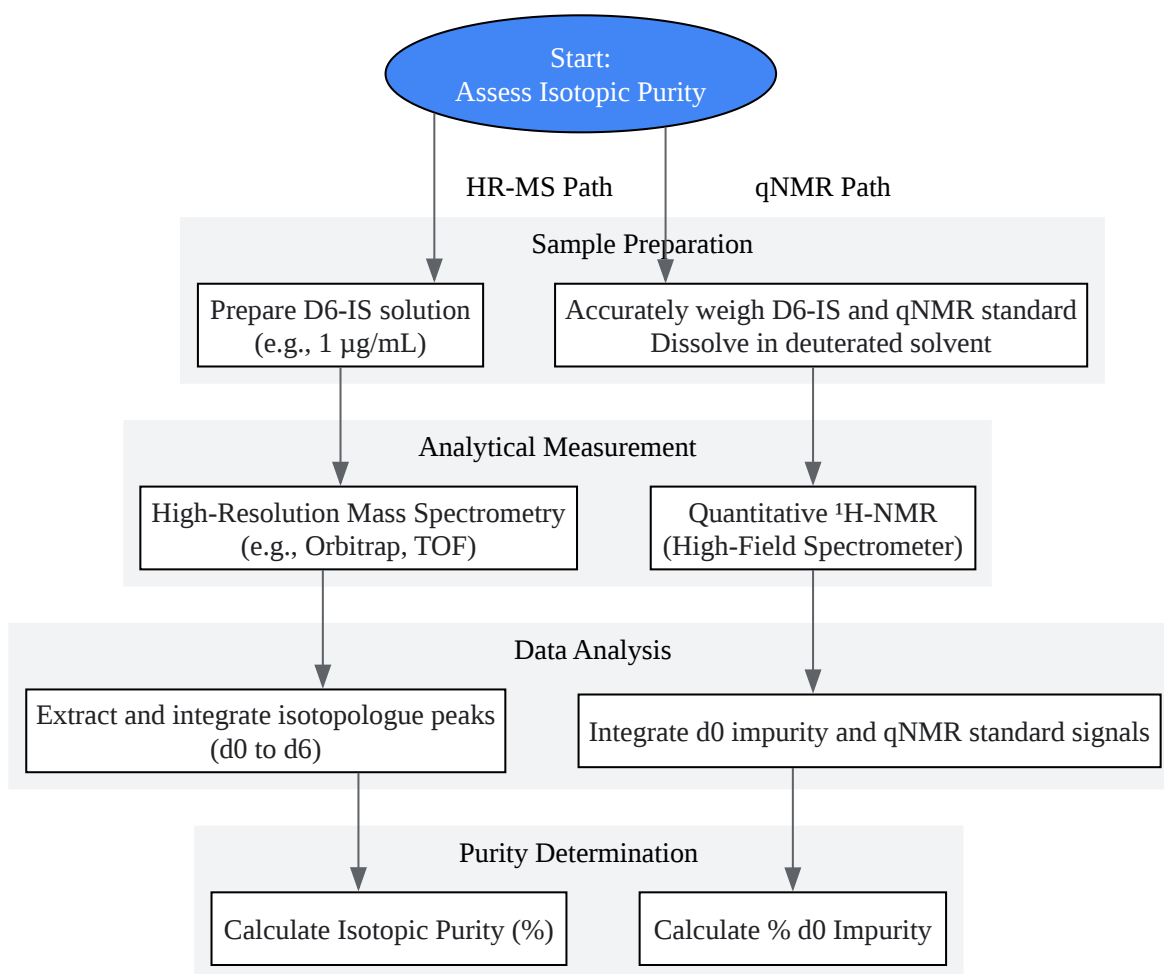 Start:
Assess Isotopic Purity
HR-MS Path
qNMR Path
Sample Preparation
Prepare D6-IS solution
(e.g., 1 µg/mL)
Accurately weigh D6-IS and qNMR standard
Dissolve in deuterated solvent
Analytical Measurement
High-Resolution Mass Spectrometry
(e.g., Orbitrap, TOF)
Quantitative ¹H-NMR
(High-Field Spectrometer)
Data Analysis
Extract and integrate isotopologue peaks
(d0 to d6)
Integrate d0 impurity and qNMR standard signals
Purity Determination
Calculate Isotopic Purity (%)
Calculate % d0 Impurity